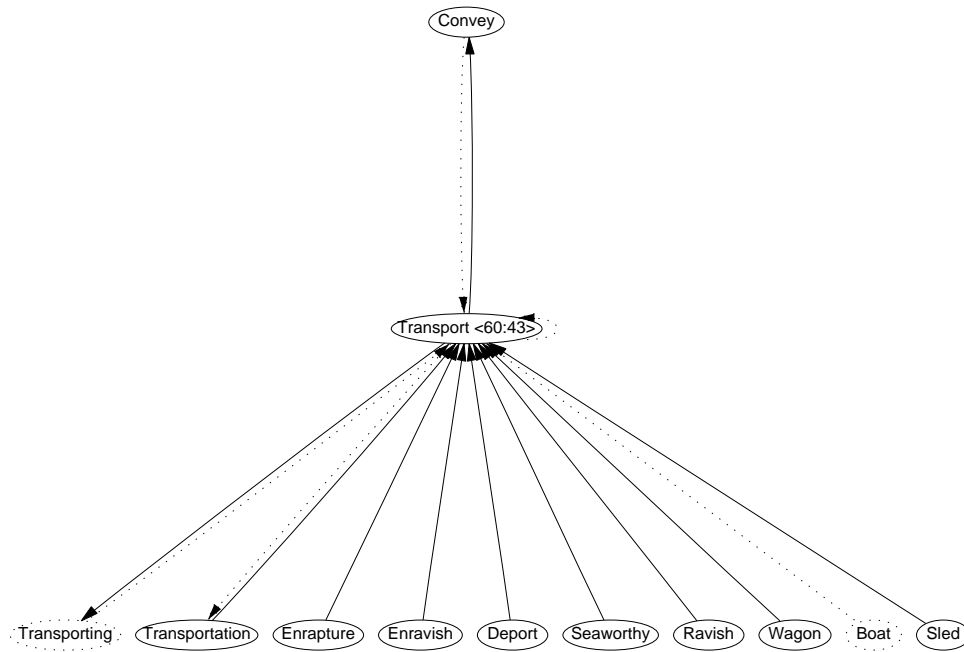 Convey
Transport <60:43>
Transporting Transportation Enrapture Enravish Deport Seaworthy Ravish Wagon Boat Sled